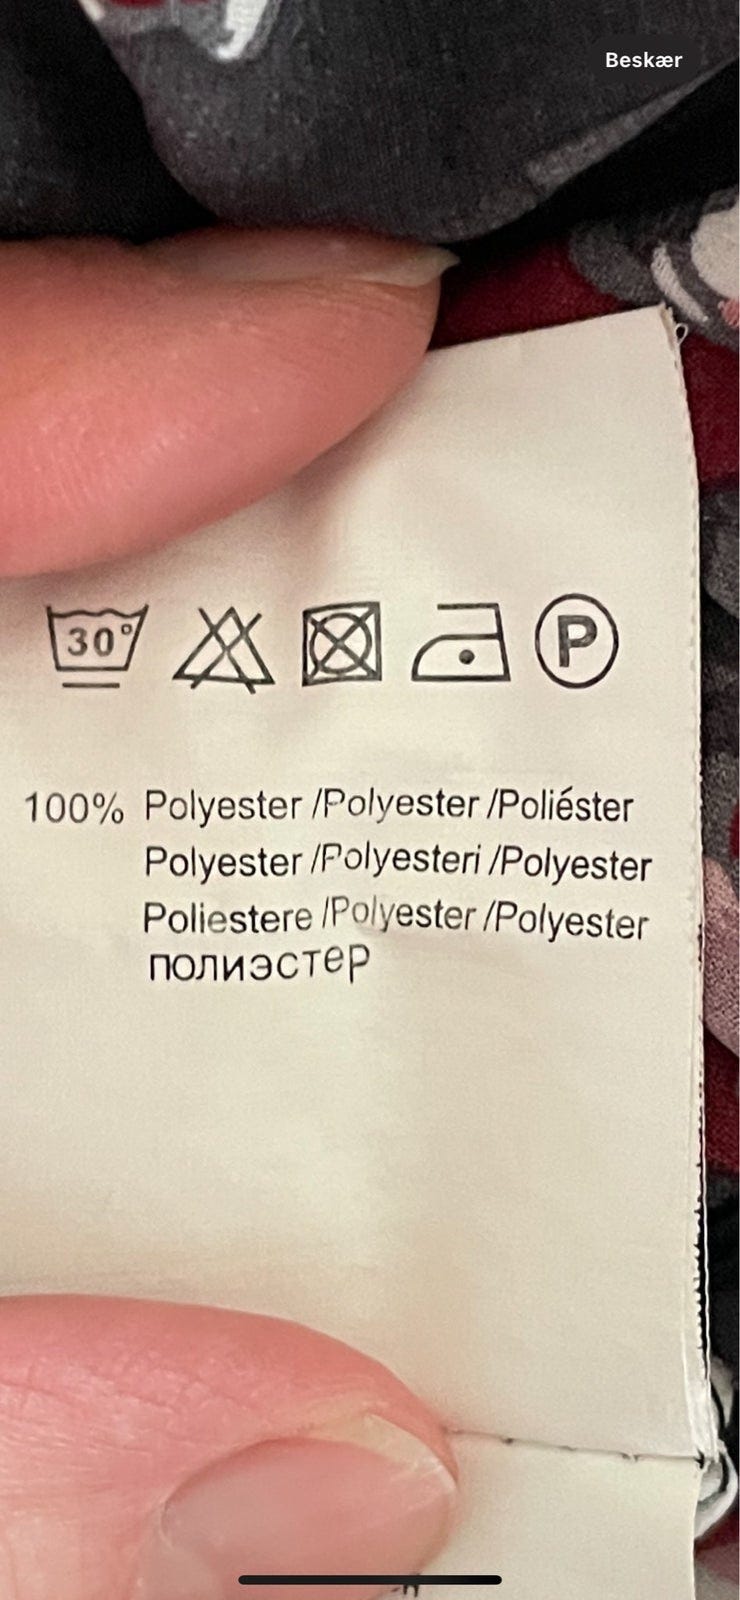 Beskær
30°
P
100% Polyester /Polyester /Poliéster
Polyester /Polyesteri /Polyester
Poliestere /Polyester /Polyester
полиэстер